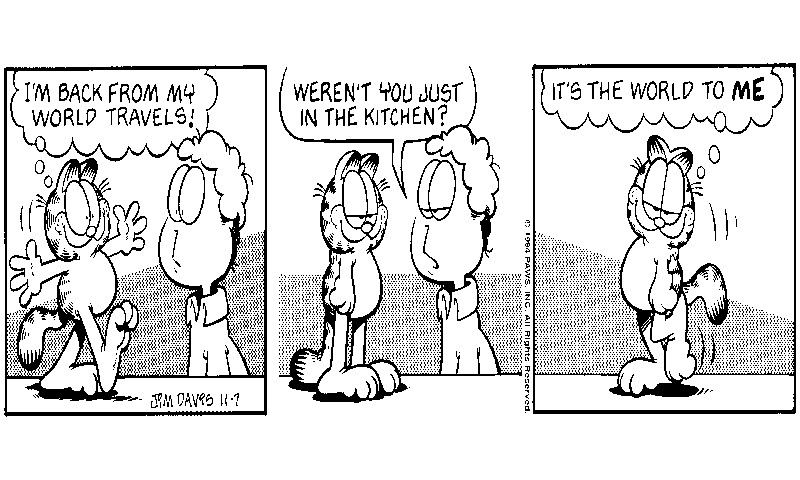 I'M BACK FROM MY
WORLD TRAVELS!
JIM DAVIS 11-7
WEREN'T YOU JUST
IN THE KITCHEN?
© 1994 PAWS, INC. All Rights Reserved.
IT'S THE WORLD TO ME